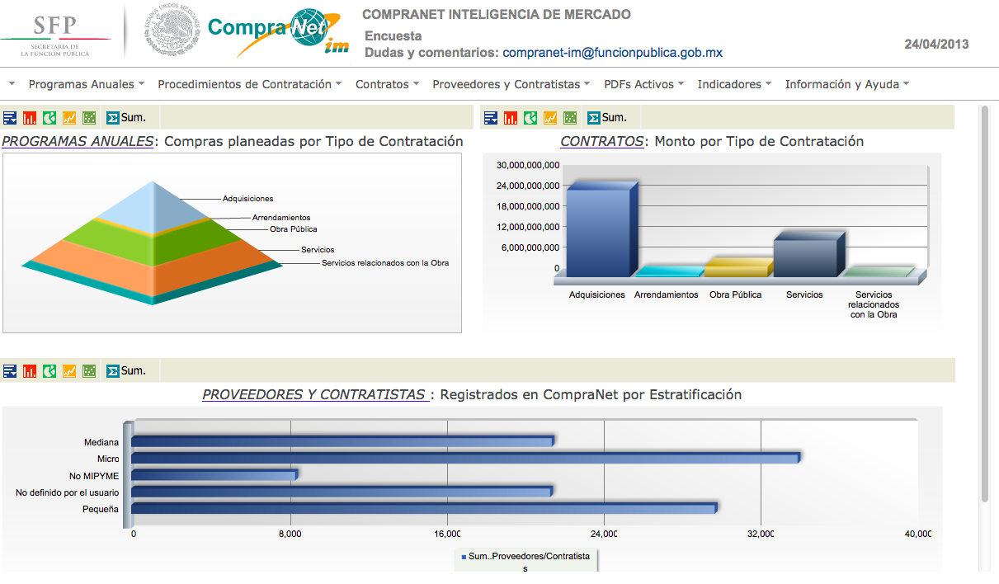 SFP
SECRETARÍA DE
LA FUNCIÓN PÚBLICA
ESTADOS UNIDOS MEXICANOS
CompraNet
im
COMPRANET INTELIGENCIA DE MERCADO
Encuesta
Dudas y comentarios: compranet-im@funcionpublica.gob.mx
24/04/2013
Programas Anuales
Procedimientos de Contratación
Contratos
Proveedores y Contratistas
PDFs Activos
Indicadores
Información y Ayuda
Sum.
PROGRAMAS ANUALES: Compras planeadas por Tipo de Contratación
Adquisiciones
Arrendamientos
Obra Pública
Servicios
Servicios relacionados con la Obra
Sum.
CONTRATOS: Monto por Tipo de Contratación
30,000,000,000
24,000,000,000
18,000,000,000
12,000,000,000
6,000,000,000
0
Adquisiciones
Arrendamientos
Obra Pública
Servicios
Servicios
relacionados
con la Obra
Sum.
PROVEEDORES Y CONTRATISTAS : Registrados en CompraNet por Estratificación
Mediana
Micro
No MIPYME
No definido por el usuario
Pequeña
0
8,000
16,000
24,000
32,000
40,000
Sum..Proveedores/Contratista
s